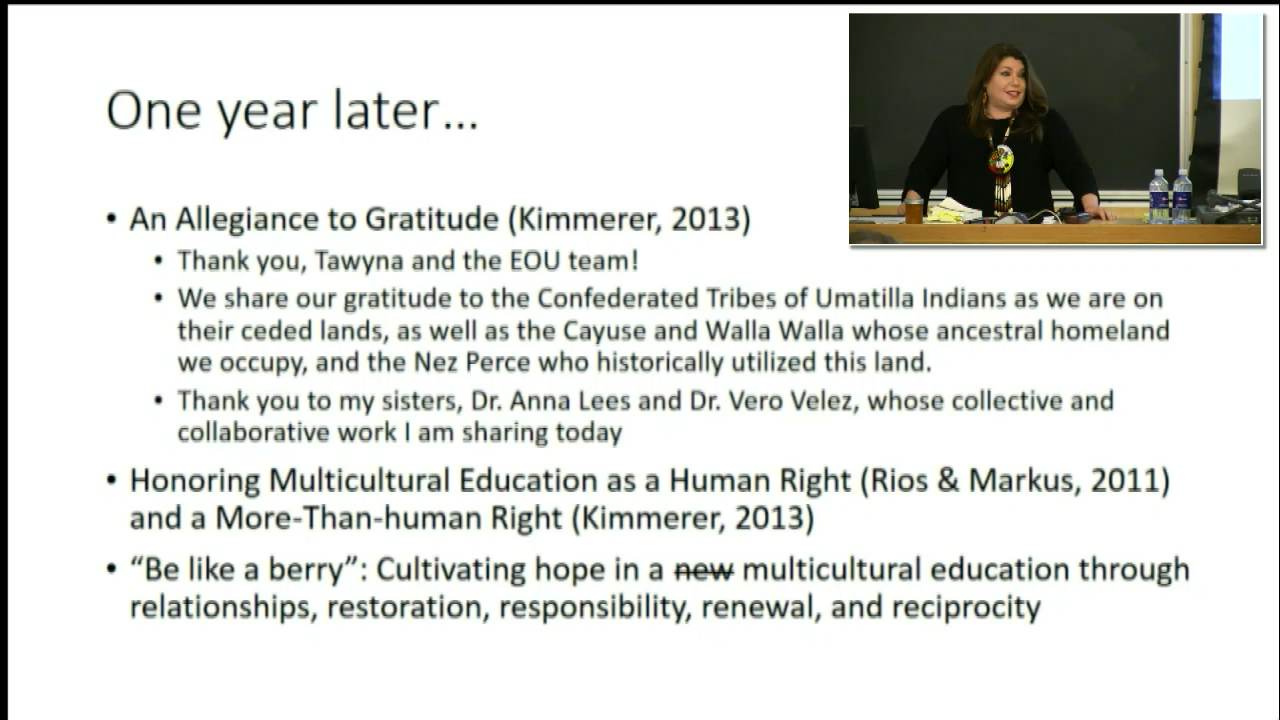 One year later...
• An Allegiance to Gratitude (Kimmerer, 2013)
• Thank you, Tawyna and the EOU team!
• We share our gratitude to the Confederated Tribes of Umatilla Indians as we are on
their ceded lands, as well as the Cayuse and Walla Walla whose ancestral homeland
we occupy, and the Nez Perce who historically utilized this land.
• Thank you to my sisters, Dr. Anna Lees and Dr. Vero Velez, whose collective and
collaborative work I am sharing today
• Honoring Multicultural Education as a Human Right (Rios & Markus, 2011)
and a More-Than-human Right (Kimmerer, 2013)
• “Be like a berry”: Cultivating hope in a new multicultural education through
relationships, restoration, responsibility, renewal, and reciprocity